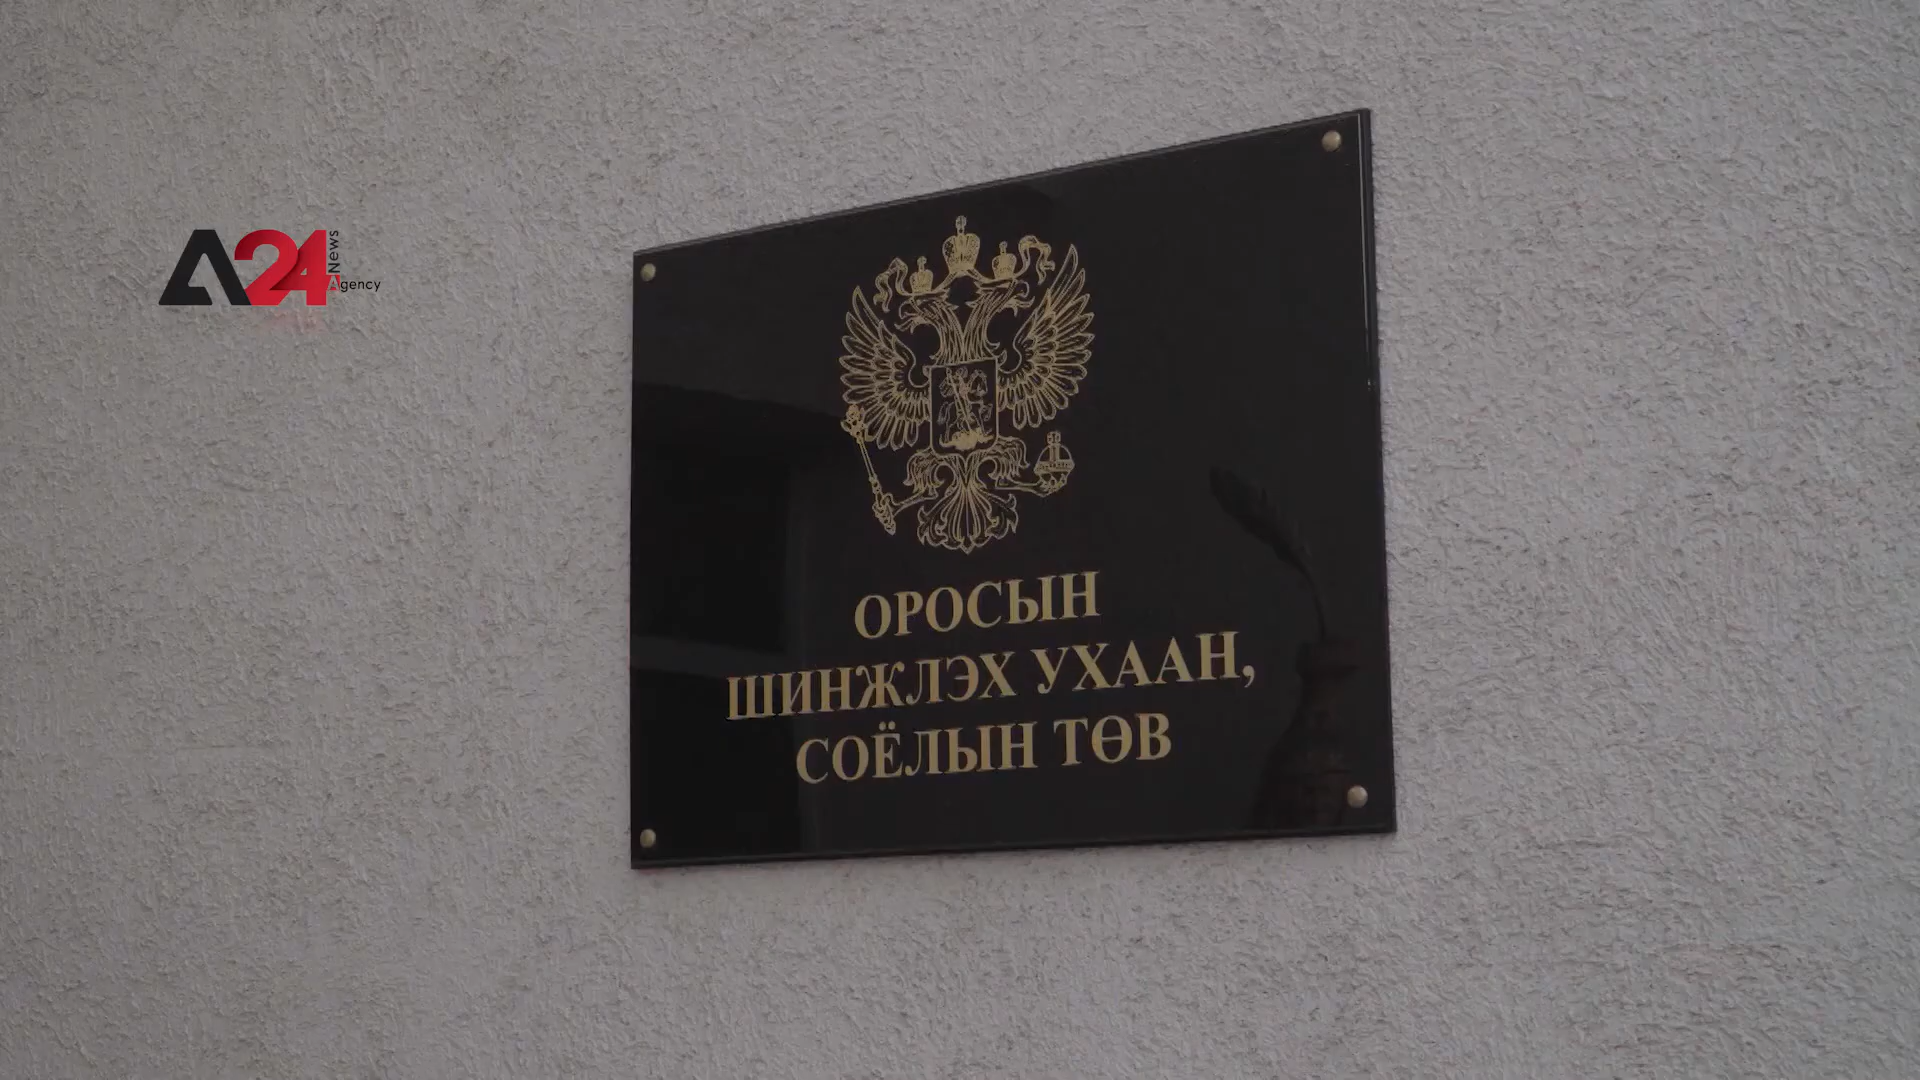 A24
News
Agency
ОРОСЫН
ШИНЖЛЭХ УХААН,
СОЁЛЫН ТӨВ